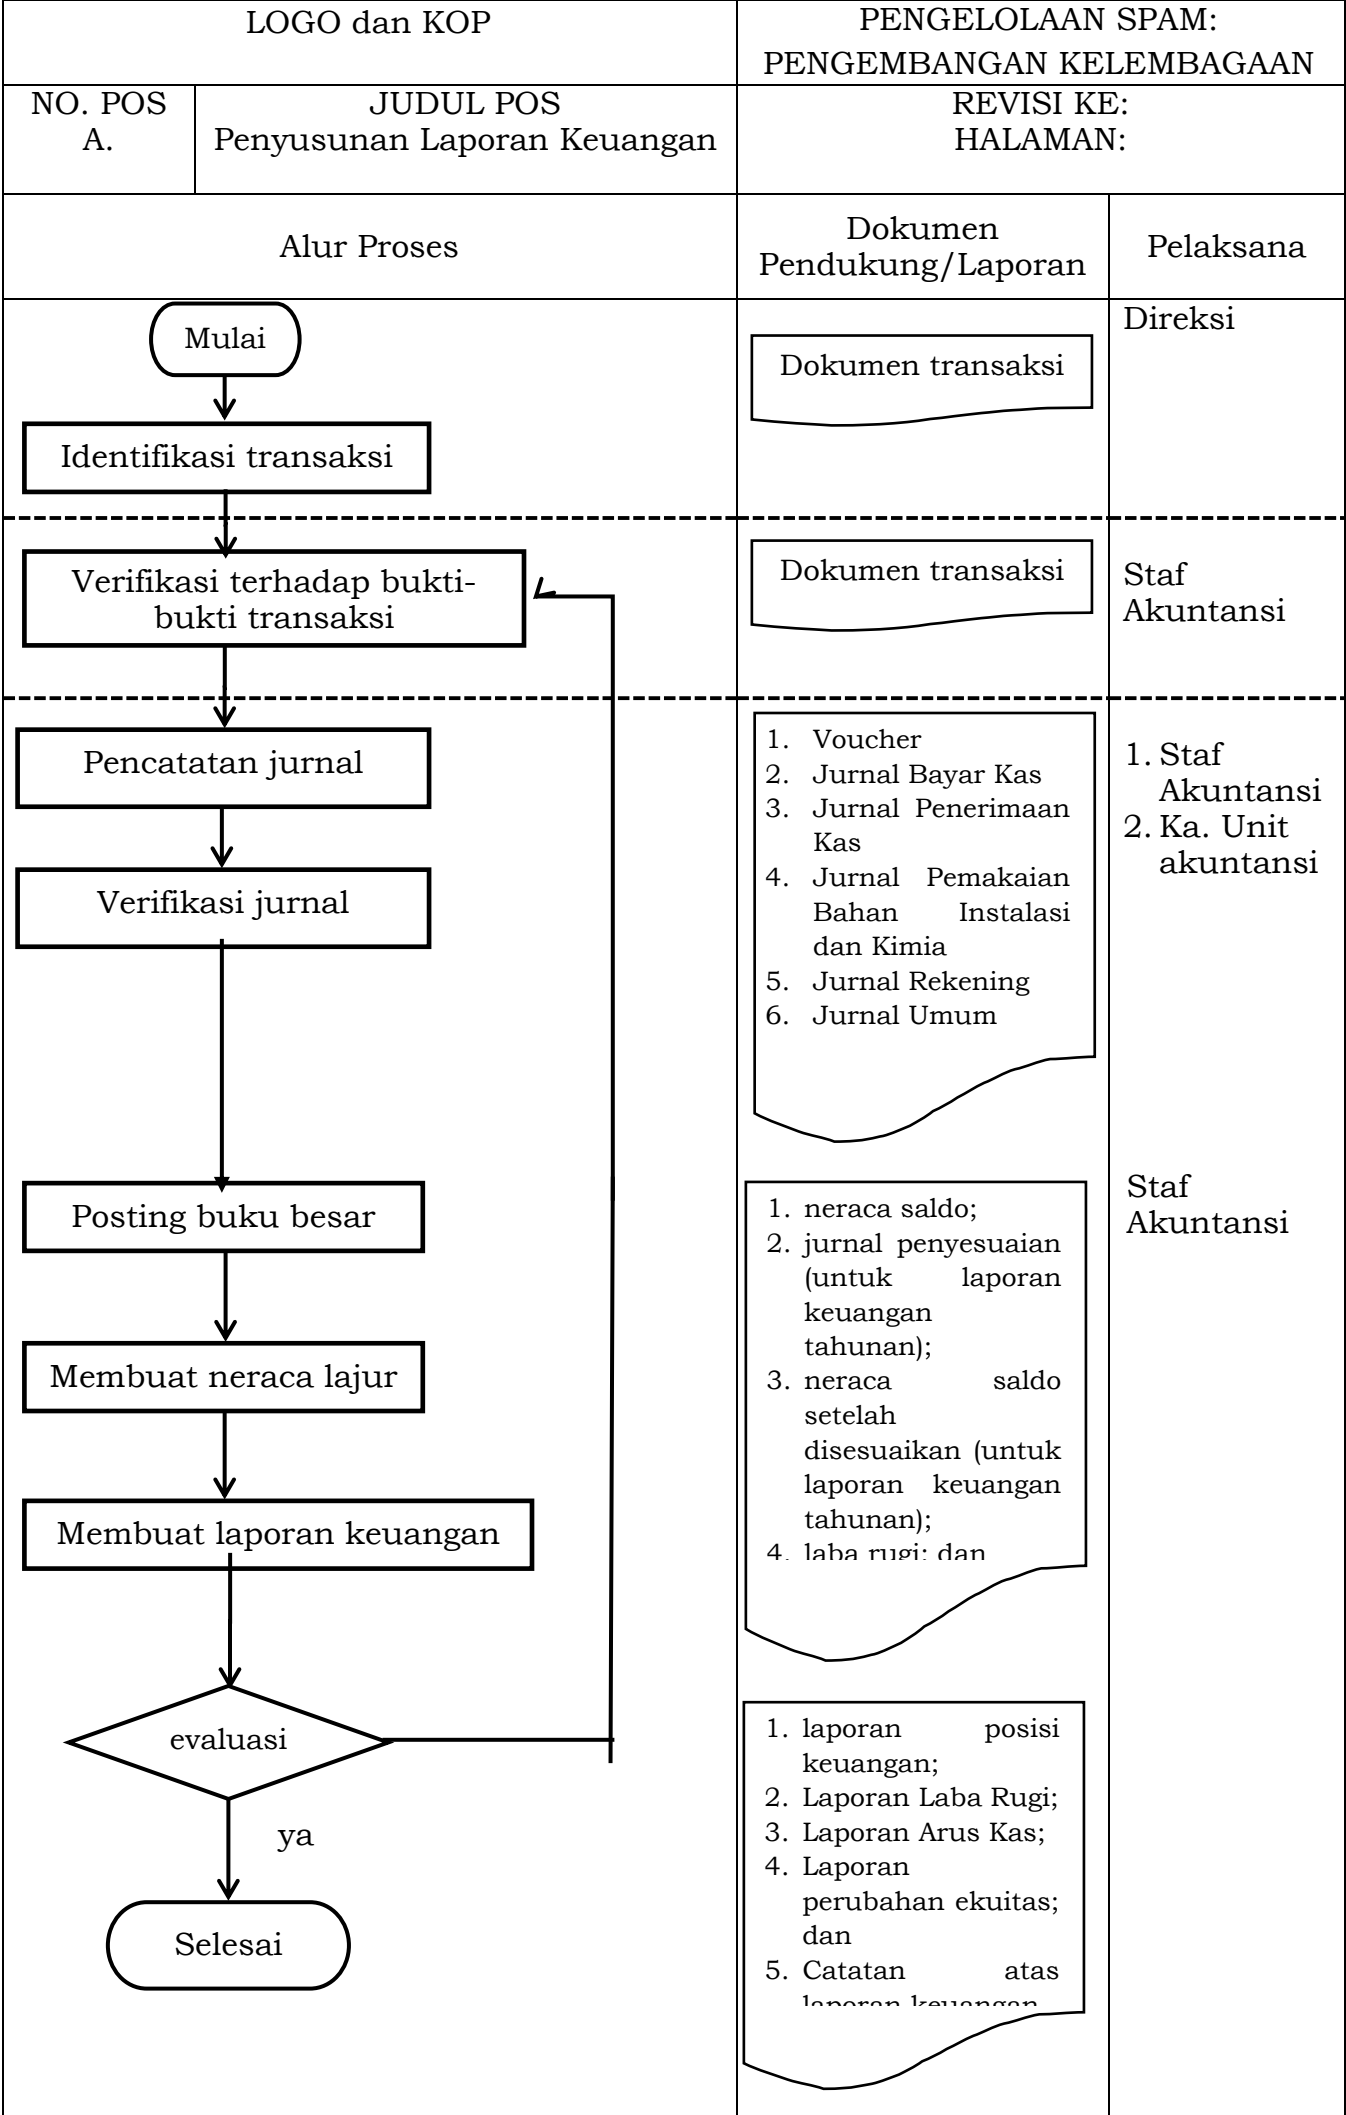 LOGO dan KOP
PENGELOLAAN SPAM:
PENGEMBANGAN KELEMBAGAAN
NO. POS
A.
JUDUL POS
Penyusunan Laporan Keuangan
REVISI KE:
HALAMAN:
Alur Proses
Dokumen
Pendukung/Laporan
Pelaksana
Mulai
Identifikasi transaksi
Dokumen transaksi
Direksi
Verifikasi terhadap bukti-
bukti transaksi
Dokumen transaksi
Staf
Akuntansi
Pencatatan jurnal
Verifikasi jurnal
1. Voucher
2. Jurnal Bayar Kas
3. Jurnal Penerimaan
Kas
4. Jurnal Pemakaian
Bahan Instalasi
dan Kimia
5. Jurnal Rekening
6. Jurnal Umum
1. Staf
Akuntansi
2. Ka. Unit
akuntansi
Posting buku besar
Membuat neraca lajur
Membuat laporan keuangan
1. neraca saldo;
2. jurnal penyesuaian
(untuk laporan
keuangan
tahunan);
3. neraca saldo
setelah
disesuaikan (untuk
laporan keuangan
tahunan);
4. laba rugi; dan
Staf
Akuntansi
evaluasi
ya
Selesai
1. laporan posisi
keuangan;
2. Laporan Laba Rugi;
3. Laporan Arus Kas;
4. Laporan
perubahan ekuitas;
dan
5. Catatan atas
laporan keuangan